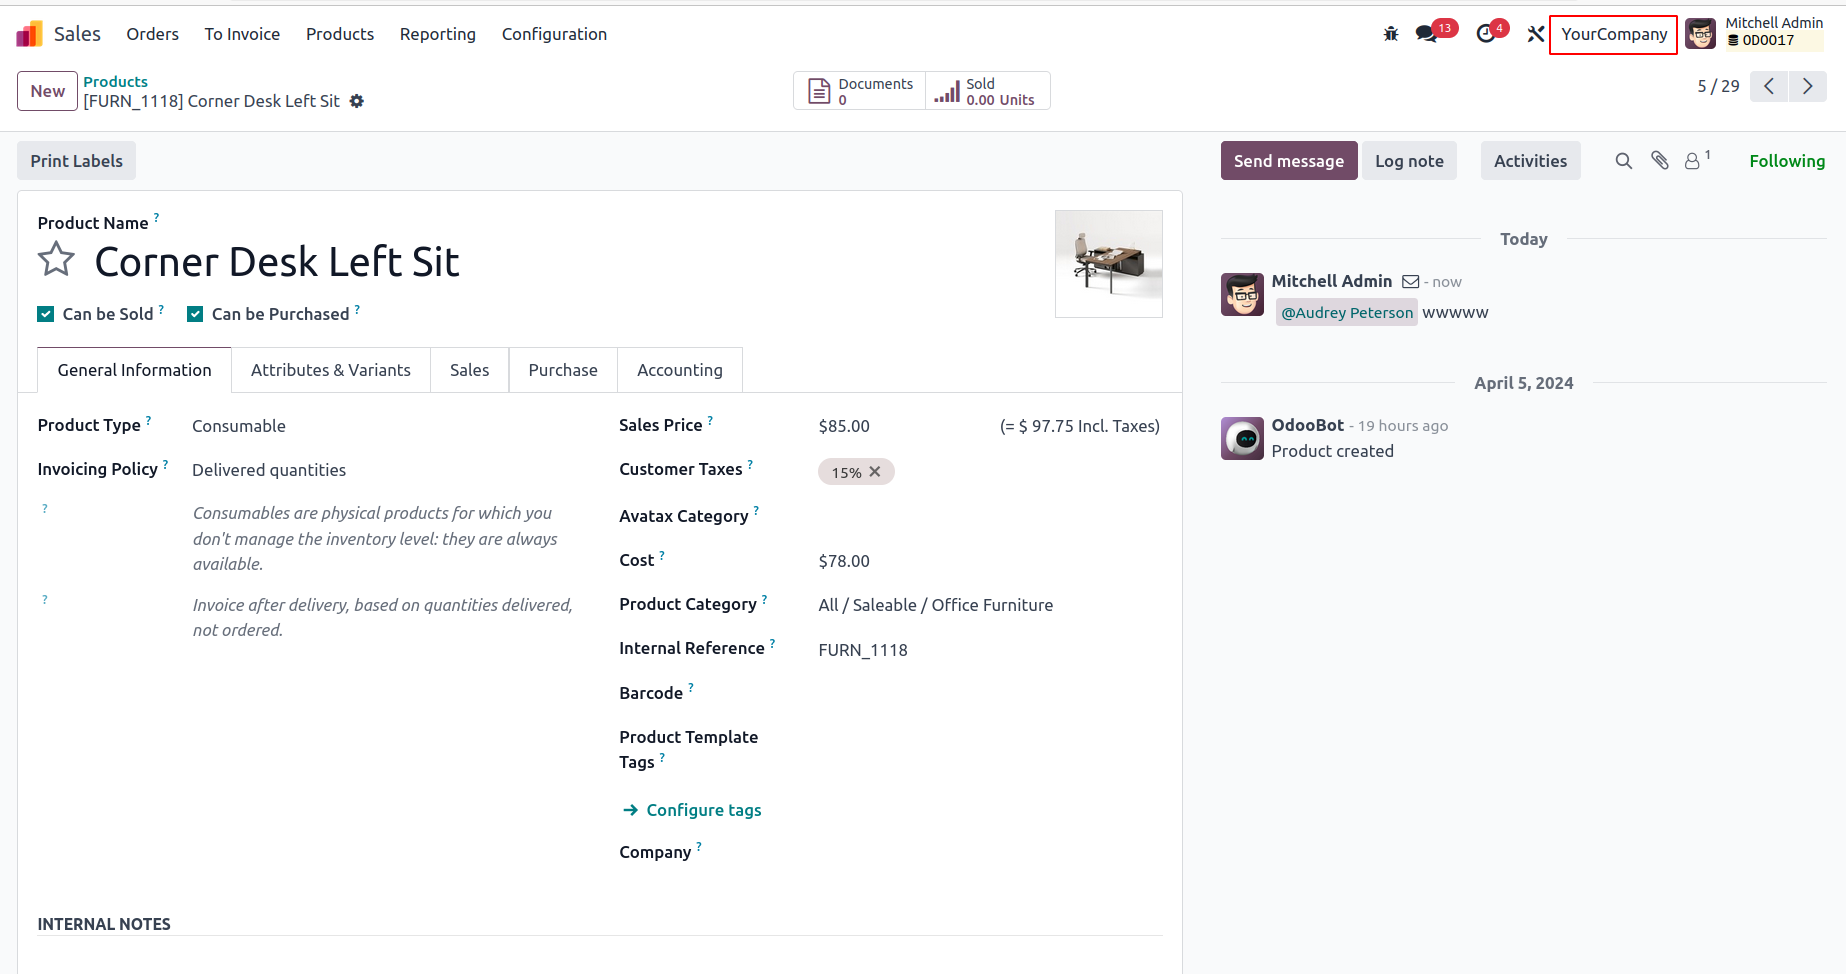 Sales Orders To Invoice Products Reporting Configuration 13 4 YourCompany Mitchell Admin
ODOO17
New Products
[FURN_1118] Corner Desk Left Sit
Documents
0
Sold
0.00 Units
5 / 29
Print Labels
Send message Log note Activities 1 Following
Product Name ?
Corner Desk Left Sit
Can be Sold ? Can be Purchased ?
General Information Attributes & Variants Sales Purchase Accounting
Product Type ? Consumable
Invoicing Policy ? Delivered quantities
? Consumables are physical products for which you
don't manage the inventory level: they are always
available.
? Invoice after delivery, based on quantities delivered,
not ordered.
Sales Price ? $85.00 (= $ 97.75 Incl. Taxes)
Customer Taxes ? 15%
Avatax Category ?
Cost ? $78.00
Product Category ? All / Saleable / Office Furniture
Internal Reference ? FURN_1118
Barcode ?
Product Template
Tags ?
Configure tags
Company ?
INTERNAL NOTES
Today
Mitchell Admin - now
@Audrey Peterson wwwww
April 5, 2024
OdooBot - 19 hours ago
Product created